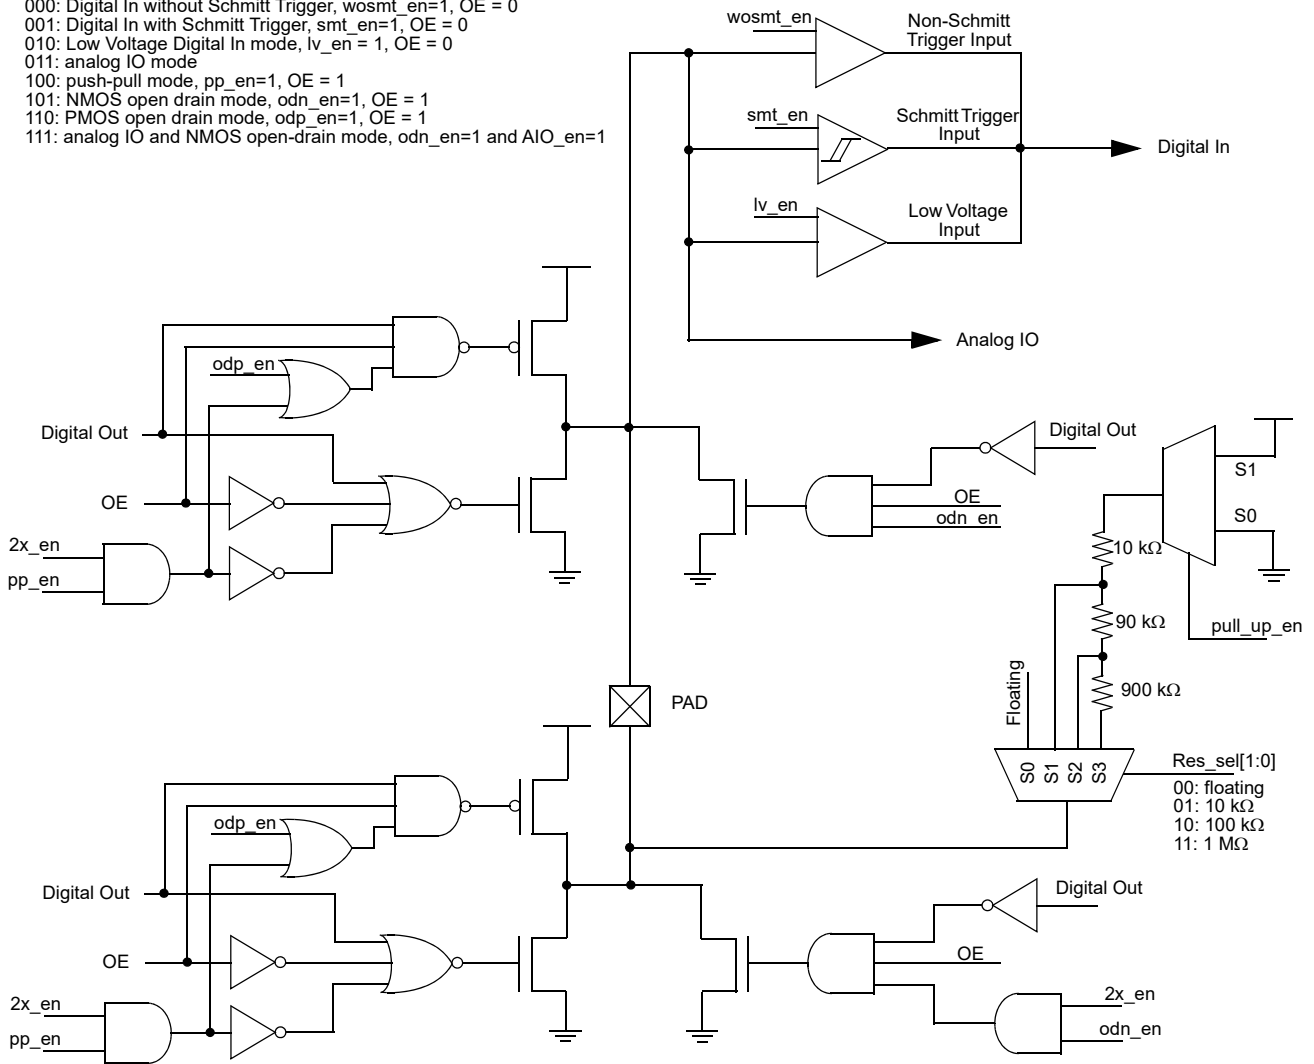 000: Digital In without Schmitt Trigger, wosmt_en=1, OE = 0
001: Digital In with Schmitt Trigger, smt_en=1, OE = 0
010: Low Voltage Digital In mode, lv_en = 1, OE = 0
011: analog IO mode
100: push-pull mode, pp_en=1, OE = 1
101: NMOS open drain mode, odn_en=1, OE = 1
110: PMOS open drain mode, odp_en=1, OE = 1
111: analog IO and NMOS open-drain mode, odn_en=1 and AIO_en=1
wosmt_en
Non-Schmitt
Trigger Input
smt_en
Schmitt Trigger
Input
Digital In
lv_en
Low Voltage
Input
Analog IO
odp_en
Digital Out
OE
2x_en
pp_en
Digital Out
OE
odn_en
S1
S0
10 kΩ
90 kΩ
900 kΩ
pull_up_en
Floating
S0
S1
S2
S3
Res_sel[1:0]
00: floating
01: 10 kΩ
10: 100 kΩ
11: 1 MΩ
PAD
odp_en
Digital Out
OE
2x_en
pp_en
Digital Out
OE
2x_en
odn_en